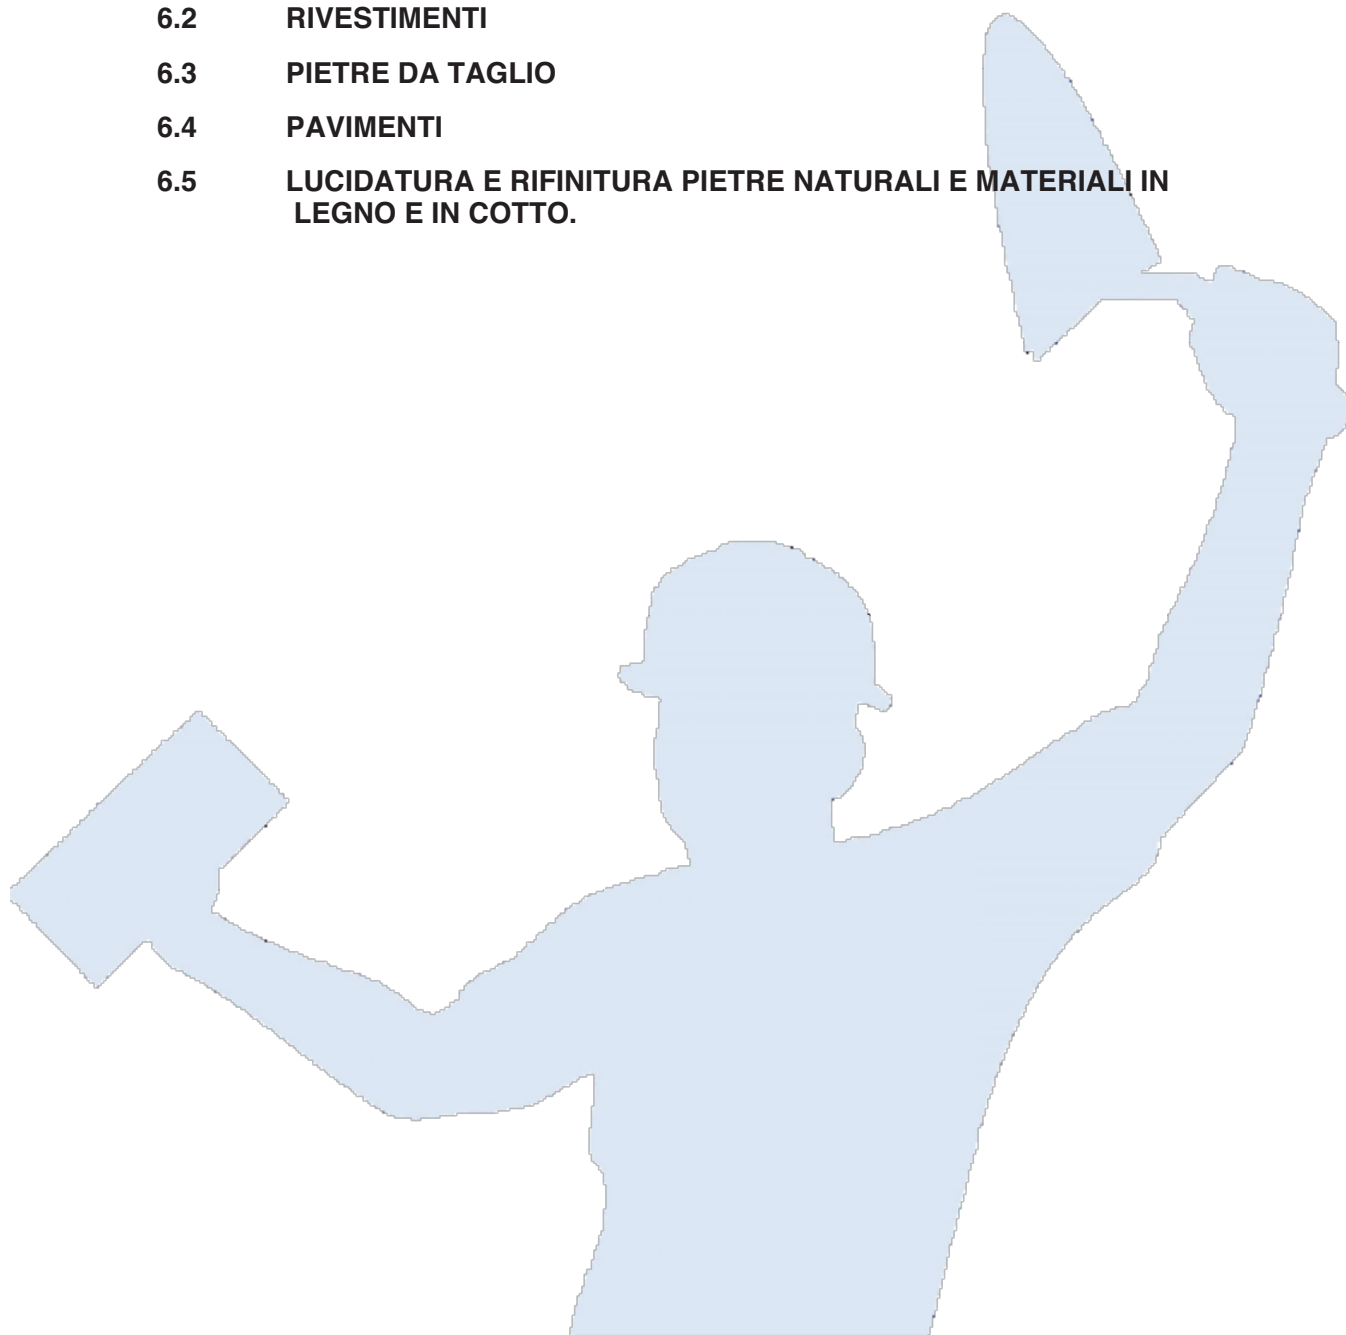 6.2 RIVESTIMENTI
6.3 PIETRE DA TAGLIO
6.4 PAVIMENTI
6.5 LUCIDATURA E RIFINITURA PIETRE NATURALI E MATERIALI IN
LEGNO E IN COTTO.